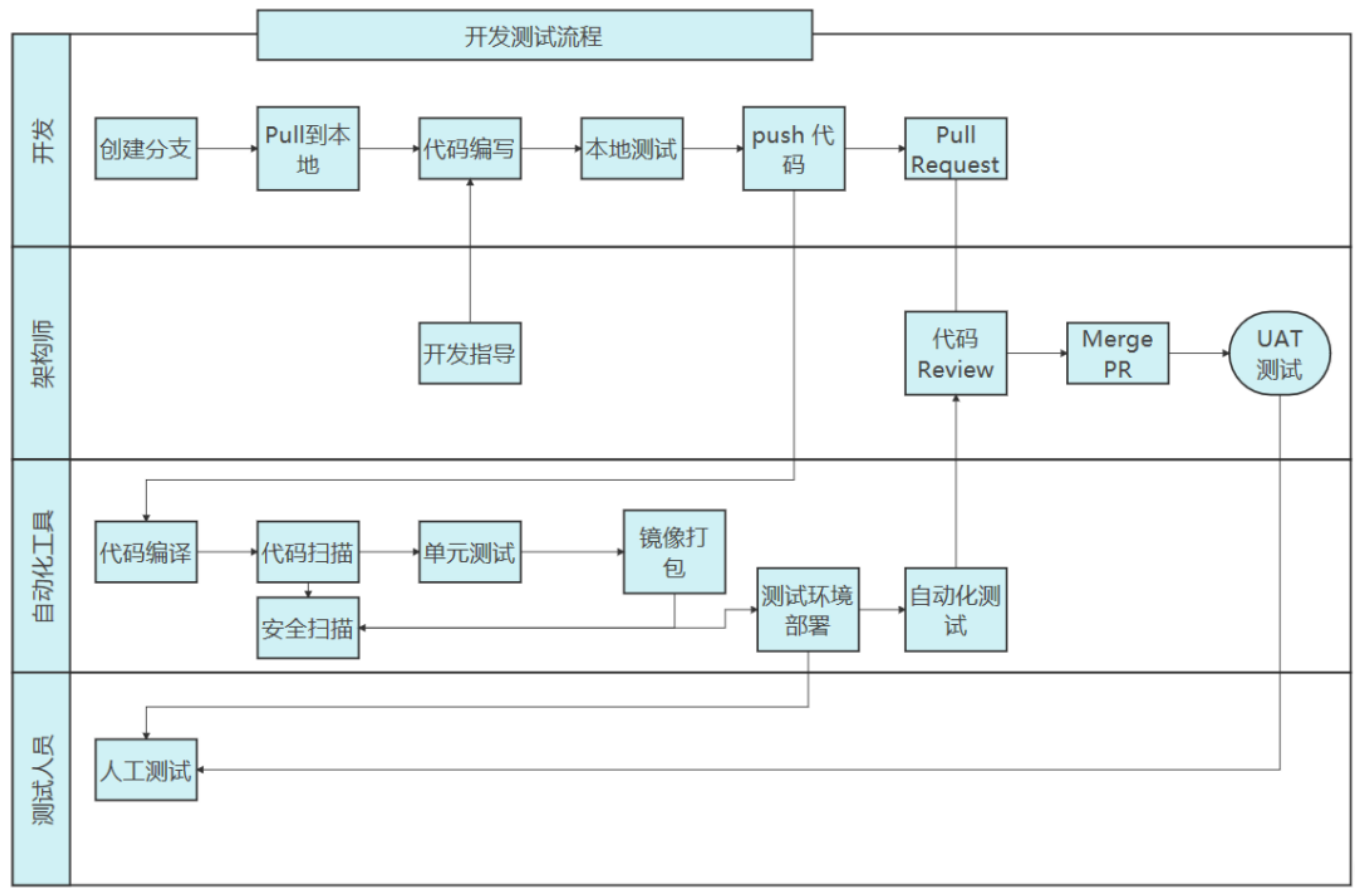 开发测试流程
开发
创建分支
Pull到本
地
代码编写
本地测试
push 代
码
Pull
Request
架构师
开发指导
代码
Review
Merge
PR
UAT
测试
自动化工具
代码编译
代码扫描
单元测试
镜像打
包
安全扫描
测试环境
部署
自动化测
试
测试人员
人工测试